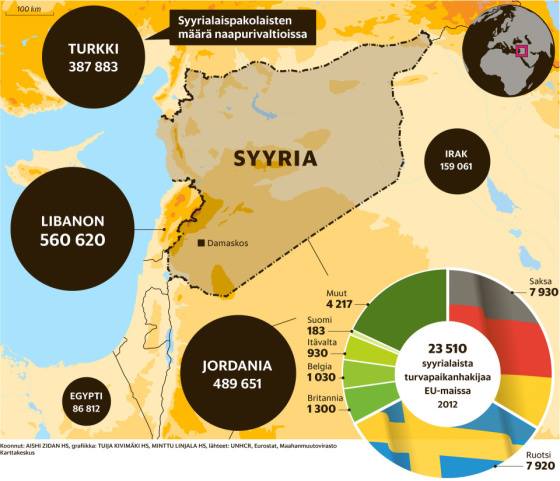 100 km
Syyrialaispakolaisten
määrä naapurivaltioissa
TURKKI
387 883
SYYRIA
IRAK
159 061
LIBANON
560 620
Damaskos
JORDANIA
489 651
EGYPTI
86 812
Muut
4 217
Suomi
183
Itävalta
930
Belgia
1 030
Britannia
1 300
Saksa
7 930
Ruotsi
7 920
23 510
syyrialaista
turvapaikanhakijaa
EU-maissa
2012
Koonnut: AISHI ZIDAN HS, grafiikka: TUIJA KIVIMÄKI HS, MINTTU LINJALA HS, lähteet: UNHCR, Eurostat, Maahanmuuttovirasto
Karttakeskus